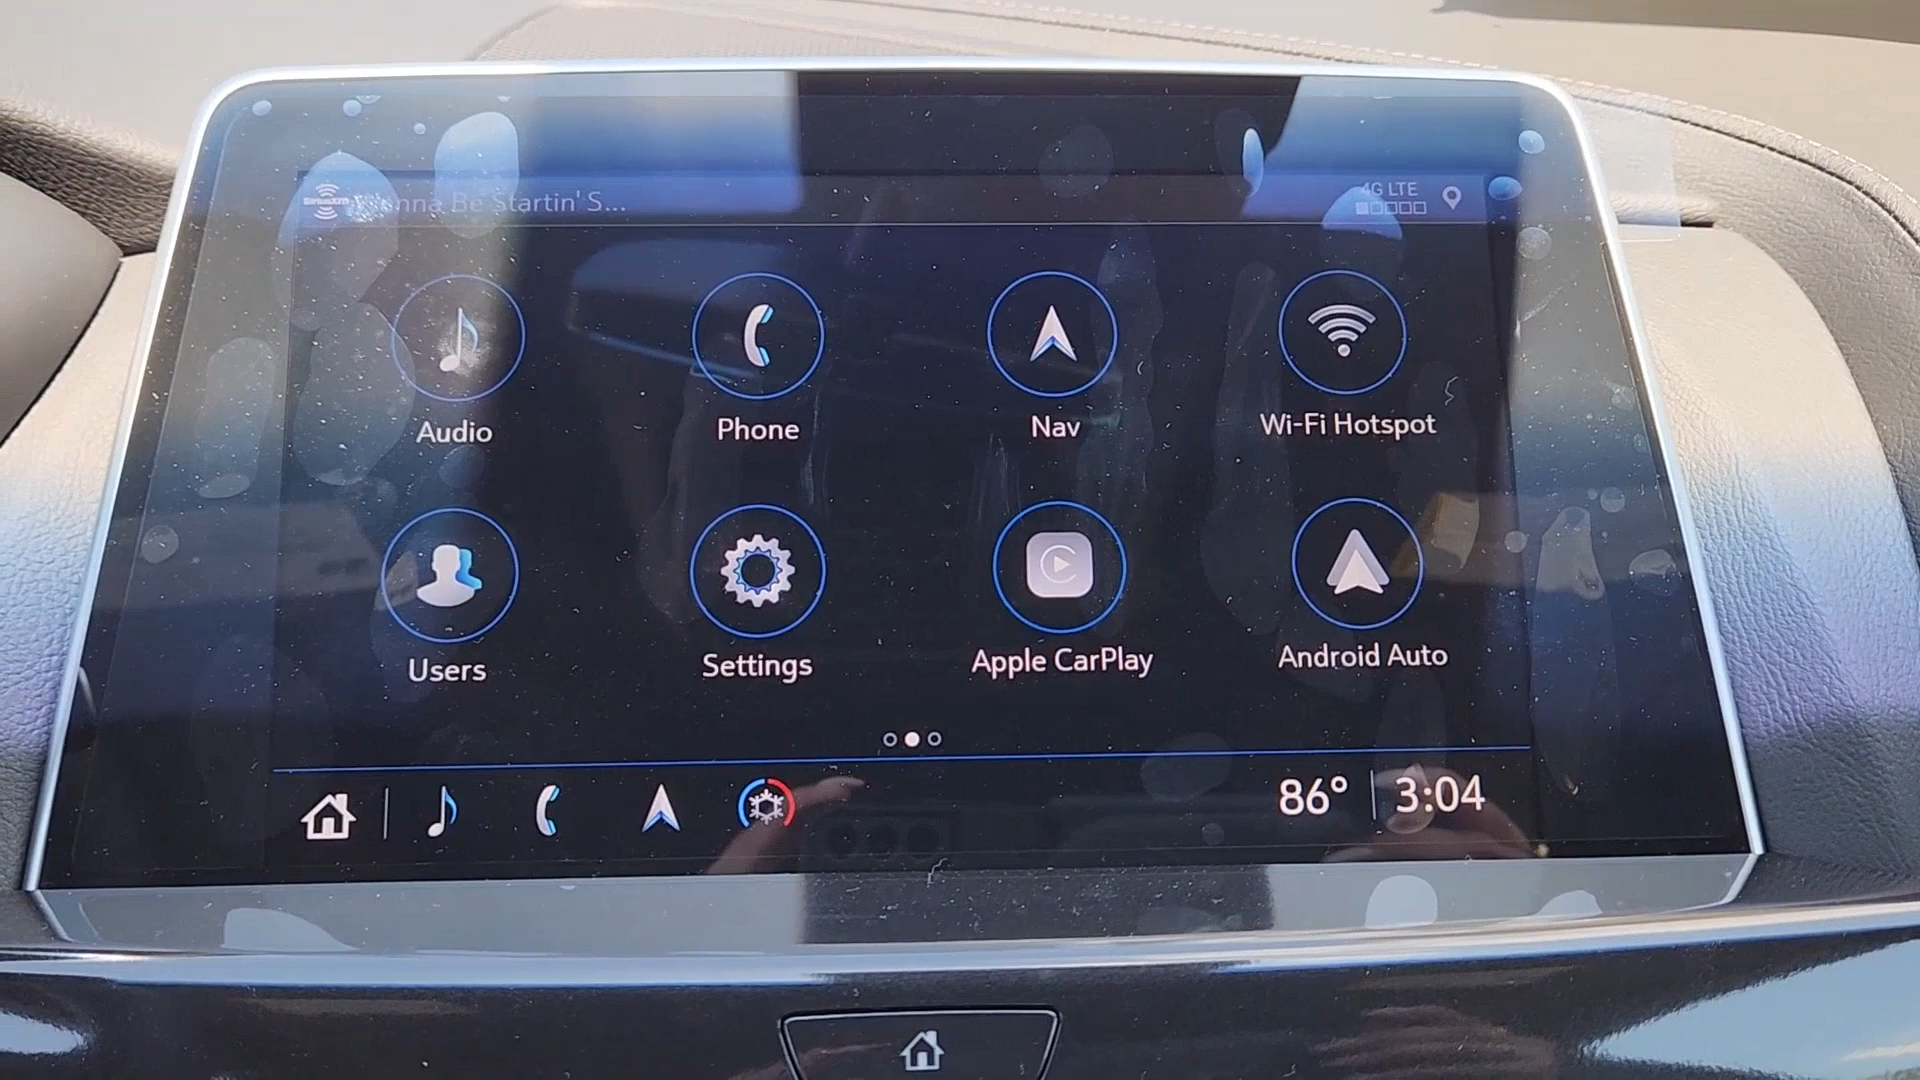 SiriusXM
nna Be Startin' S...
4G LTE
Audio
Phone
Nav
Wi-Fi Hotspot
Users
Settings
Apple CarPlay
Android Auto
86°
3:04